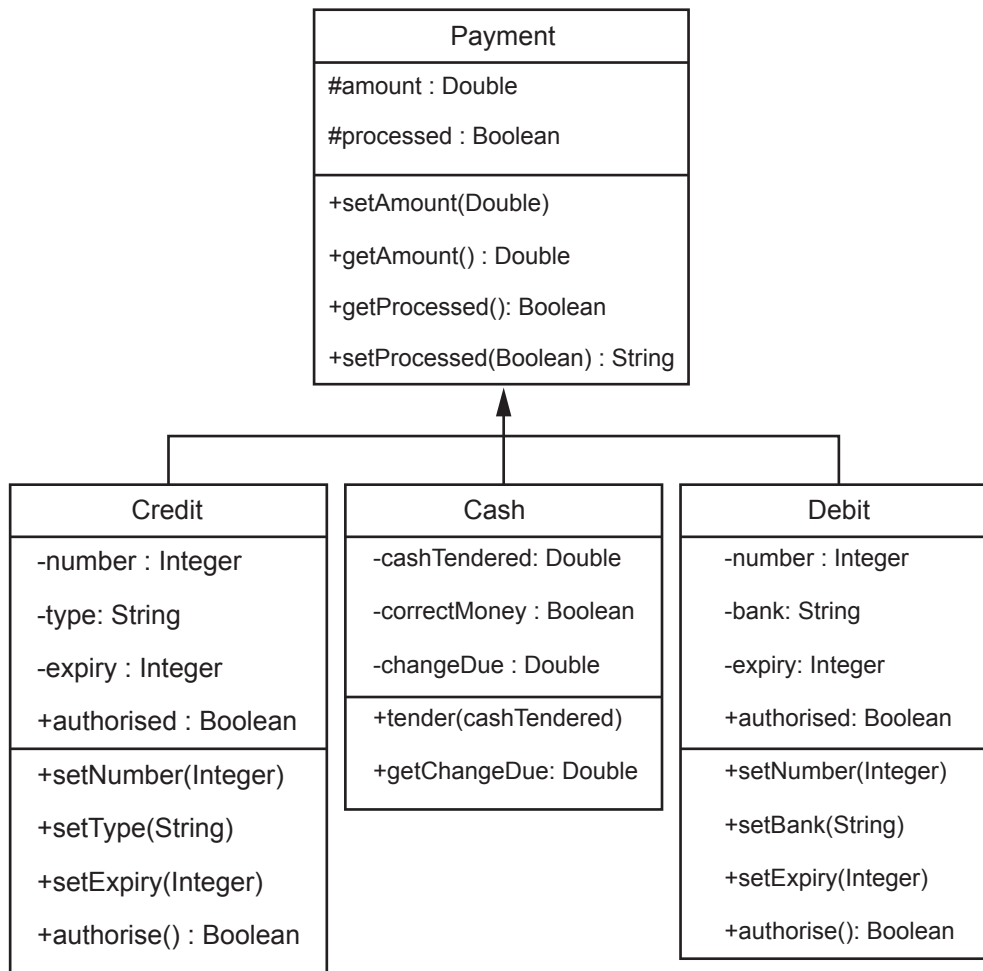 Payment
#amount : Double
#processed : Boolean
+setAmount(Double)
+getAmount() : Double
+getProcessed(): Boolean
+setProcessed(Boolean) : String
Credit
-number : Integer
-type: String
-expiry : Integer
+authorised : Boolean
+setNumber(Integer)
+setType(String)
+setExpiry(Integer)
+authorise() : Boolean
Cash
-cashTendered: Double
-correctMoney : Boolean
-changeDue : Double
+tender(cashTendered)
+getChangeDue: Double
Debit
-number : Integer
-bank: String
-expiry: Integer
+authorised: Boolean
+setNumber(Integer)
+setBank(String)
+setExpiry(Integer)
+authorise(): Boolean